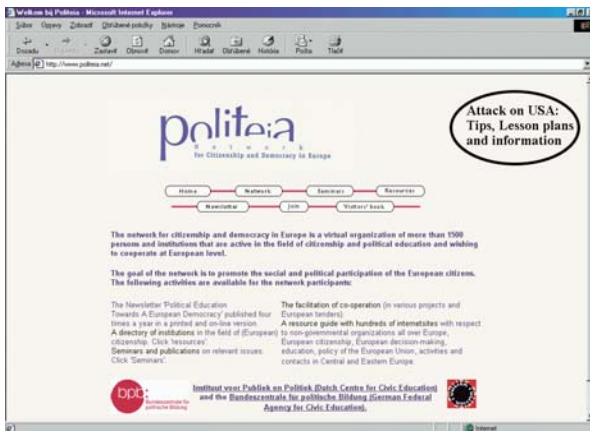 Welkom bij Politeia - Microsoft Internet Explorer
Súbor Úpravy Zobraziť Obľúbené položky Nástroje Pomocník
Dozadu Zastaviť Obnoviť Domov Hľadať Obľúbené História Pošta Tlačiť
Adresa http://www.politeia.net/
Attack on USA:
Tips, Lesson plans
and information
politeia
Network
for Citizenship and Democracy in Europe
Home Network Seminars Resources
Newsletter Join Visitors' book
The network for citizenship and democracy in Europe is a virtual organization of more than 1500
persons and institutions that are active in the field of citizenship and political education and wishing
to cooperate at European level.
The goal of the network is to promote the social and political participation of the European citizens.
The following activities are available for the network participants:
The Newsletter 'Political Education
Towards A European Democracy' published four
times a year in a printed and on-line version.
A directory of institutions in the field of (European)
citizenship. Click 'resources'.
Seminars and publications on relevant issues.
Click 'Seminars'.
The facilitation of co-operation (in various projects and
European tenders).
A resource guide with hundreds of internetsites with respect
to non-governmental organizations all over Europe,
European citizenship, European decision-making,
education, policy of the European Union, activities and
contacts in Central and Eastern Europe.
bpb:
Bundeszentrale für
politische Bildung
Instituut voor Publiek en Politiek (Dutch Centre for Civic Education)
and the Bundeszentrale für politische Bildung (German Federal
Agency for Civic Education).
Internet